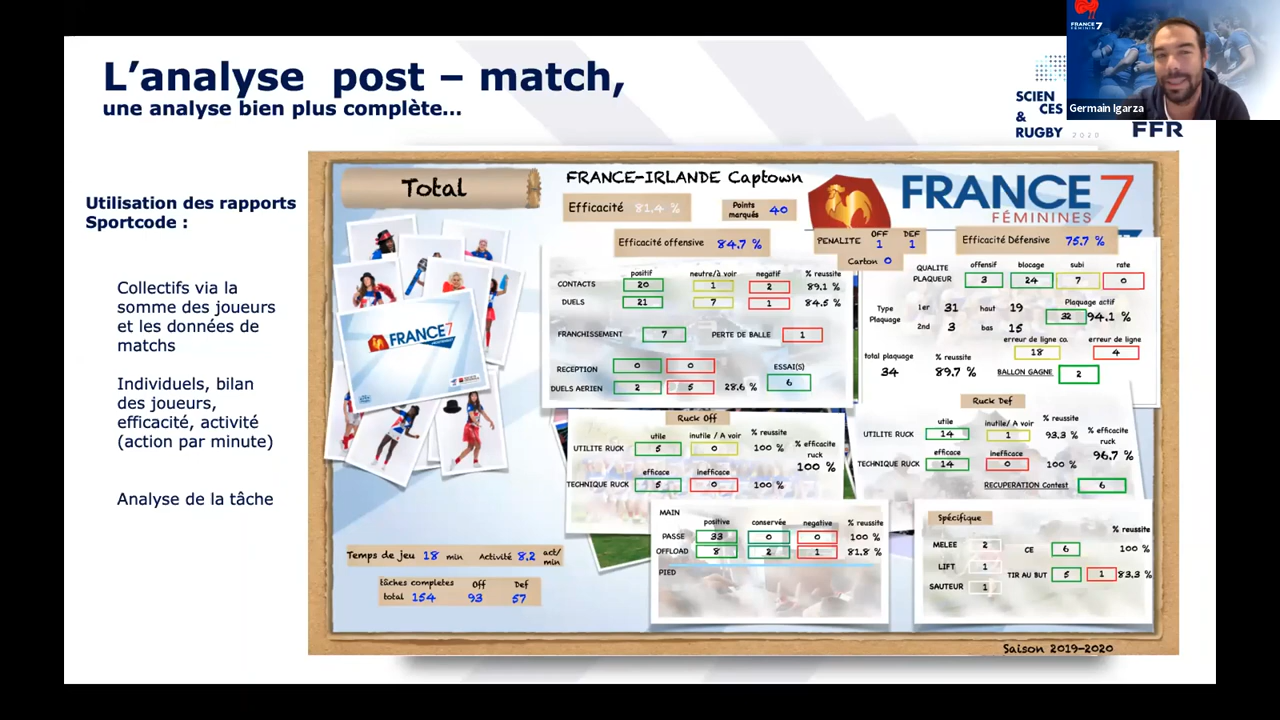 L'analyse post – match,
une analyse bien plus complète...
FRANCE 7
FÉMININ
Germain Igarza
SCIEN
CES
&
RUGBY
2020
FFR
Utilisation des rapports
Sportcode :
Collectifs via la
somme des joueurs
et les données de
matchs
Individuels, bilan
des joueurs,
efficacité, activité
(action par minute)
Analyse de la tâche
Total
FRANCE-IRLANDE Captown
FRANCE 7
FÉMININES
Efficacité 81.4 %
Points marqués 40
Efficacité offensive 84.7 %
OFF DEF
PENALITE 1 1
Carton 0
Efficacité Défensive 75.7 %
FRANCE7
positif neutre/à voir negatif % reussite
CONTACTS 20 1 2 89.1 %
DUELS 21 7 1 84.5 %
FRANCHISSEMENT 7 PERTE DE BALLE 1
RECEPTION 0 0 ESSAI(S)
DUELS AERIEN 2 5 28.6 % 6
offensif blocage subi rate
QUALITE PLAQUEUR 3 24 7 0
Type Plaquage 1er 31 haut 19 Plaquage actif
2nd 3 bas 15 32 94.1 %
erreur de ligne co. erreur de ligne
18 4
total plaquage % reussite
34 89.7 % BALLON GAGNE 2
Ruck Off
utile inutile / A voir % reussite
UTILITE RUCK 5 0 100 % % efficacite ruck
100 %
efficace inefficace
TECHNIQUE RUCK 5 0 100 %
Ruck Def
utile inutile/ A voir % reussite
UTILITE RUCK 14 1 93.3 % % efficacite ruck
96.7 %
efficace inefficace
TECHNIQUE RUCK 14 0 100 %
RECUPERATION Contest 6
MAIN
positive conservée negative % reussite
PASSE 33 0 0 100 %
OFFLOAD 8 2 1 81.8 %
PIED
Spécifique
% reussite
MELEE 2 CE 6 100 %
LIFT 1 TIR AU BUT 5 1 83.3 %
SAUTEUR 1
Temps de jeu 18 min Activité 8.2 act/min
tâches completes Off Def
total 154 93 57
Saison 2019-2020